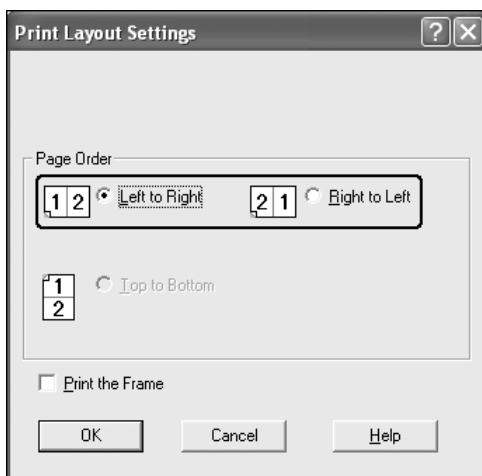 Print Layout Settings
Page Order
1 2 Left to Right 2 1 Right to Left
1
2
Top to Bottom
Print the Frame
OK Cancel Help